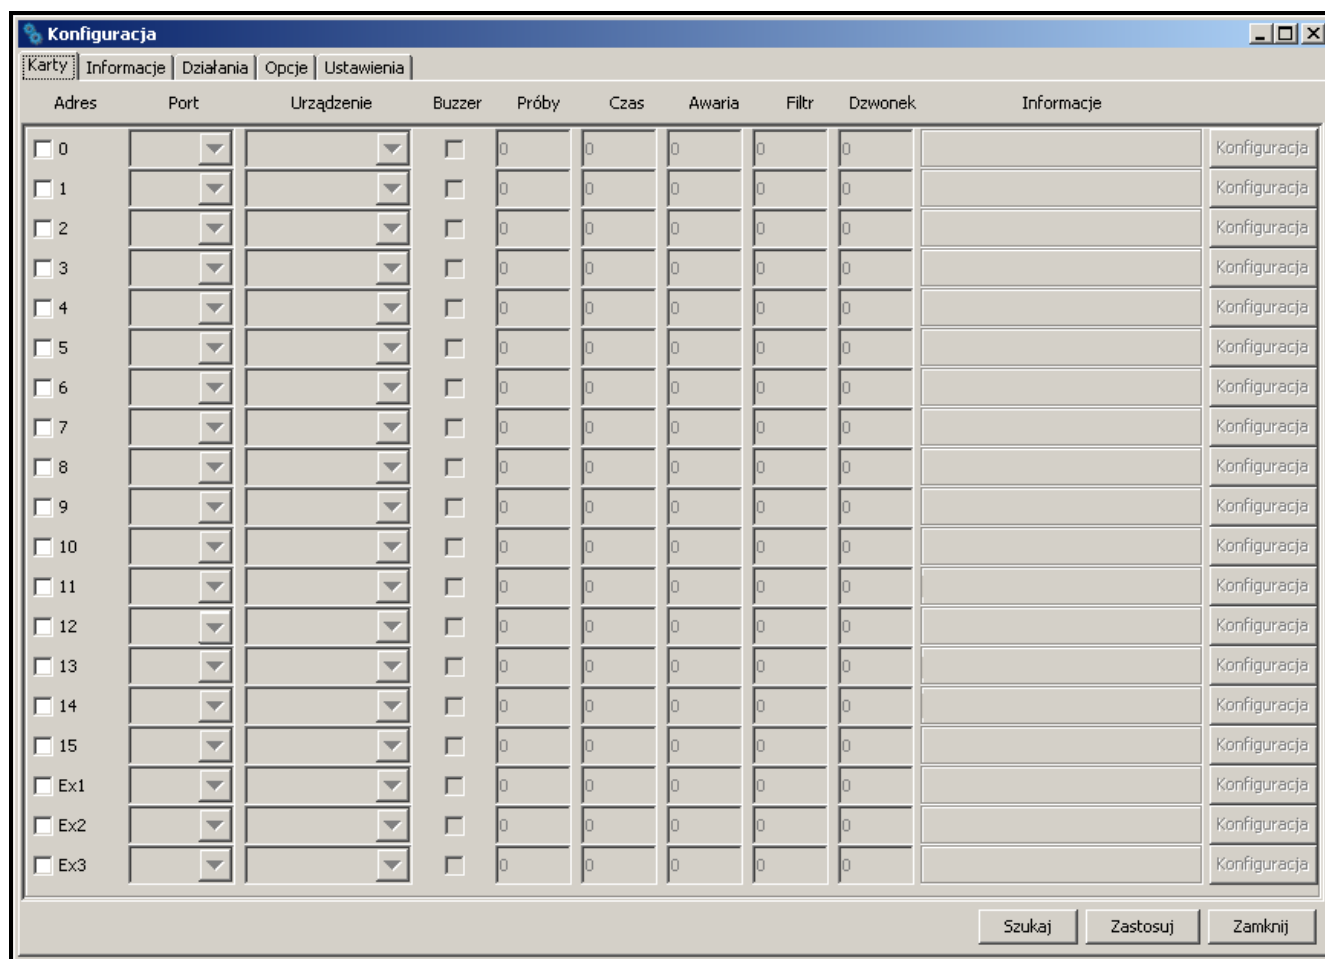 Konfiguracja
Karty Informacje Działania Opcje Ustawienia
Adres Port Urządzenie Buzzer Próby Czas Awaria Filtr Dzwonek Informacje
0 0 0 0 0 0 Konfiguracja
1 0 0 0 0 0 Konfiguracja
2 0 0 0 0 0 Konfiguracja
3 0 0 0 0 0 Konfiguracja
4 0 0 0 0 0 Konfiguracja
5 0 0 0 0 0 Konfiguracja
6 0 0 0 0 0 Konfiguracja
7 0 0 0 0 0 Konfiguracja
8 0 0 0 0 0 Konfiguracja
9 0 0 0 0 0 Konfiguracja
10 0 0 0 0 0 Konfiguracja
11 0 0 0 0 0 Konfiguracja
12 0 0 0 0 0 Konfiguracja
13 0 0 0 0 0 Konfiguracja
14 0 0 0 0 0 Konfiguracja
15 0 0 0 0 0 Konfiguracja
Ex1 0 0 0 0 0 Konfiguracja
Ex2 0 0 0 0 0 Konfiguracja
Ex3 0 0 0 0 0 Konfiguracja
Szukaj Zastosuj Zamknij